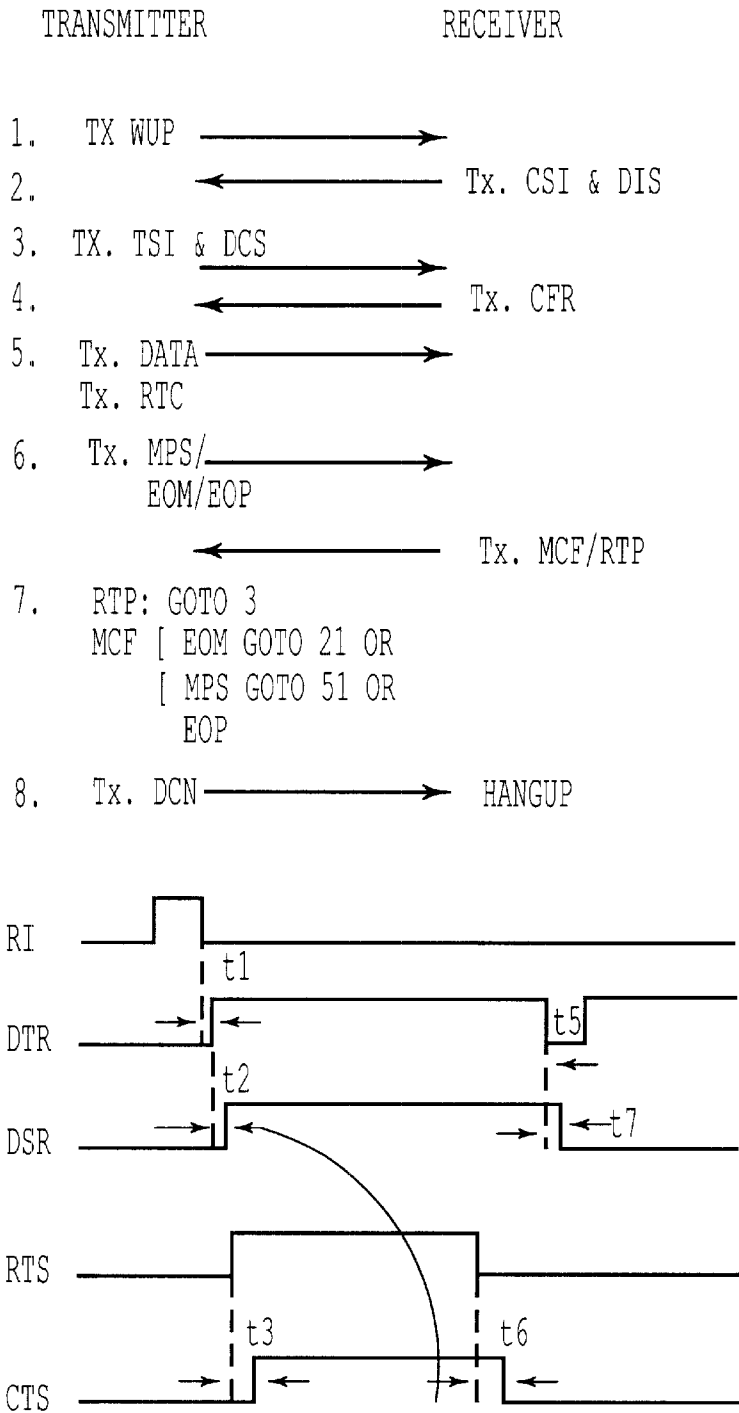 TRANSMITTER RECEIVER
1. TX WUP
2. Tx. CSI & DIS
3. TX. TSI & DCS
4. Tx. CFR
5. Tx. DATA
Tx. RTC
6. Tx. MPS/
EOM/EOP
Tx. MCF/RTP
7. RTP: GOTO 3
MCF [ EOM GOTO 21 OR
[ MPS GOTO 51 OR
EOP
8. Tx. DCN HANGUP
RI
t1
DTR t5
t2
DSR t7
RTS
t3 t6
CTS